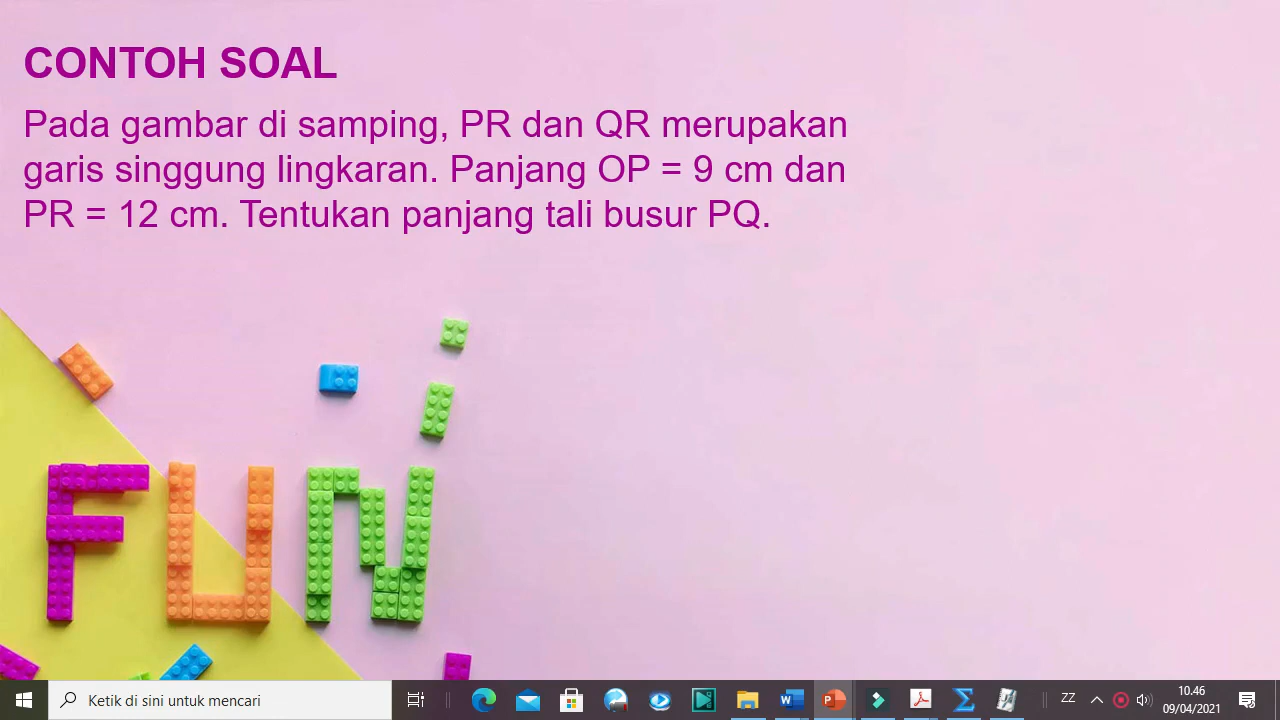 CONTOH SOAL
Pada gambar di samping, PR dan QR merupakan
garis singgung lingkaran. Panjang OP = 9 cm dan
PR = 12 cm. Tentukan panjang tali busur PQ.
FUN
Ketik di sini untuk mencari
ZZ
10.46
09/04/2021